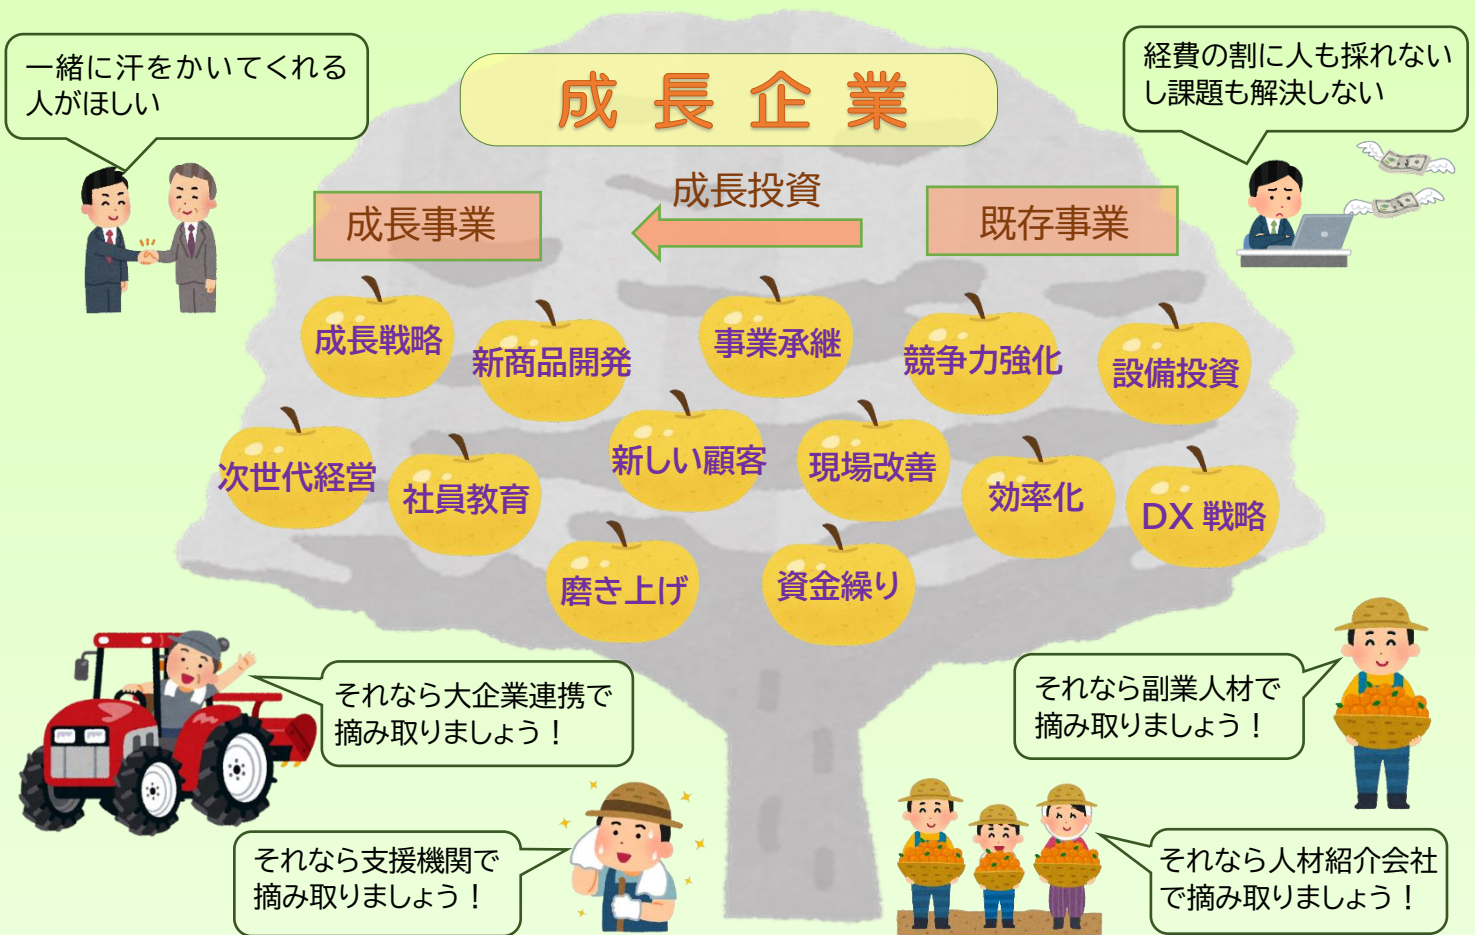 一緒に汗をかいてくれる
人がほしい
成長企業
経費の割に人も採れない
し課題も解決しない
成長事業
成長投資
既存事業
成長戦略
新商品開発
事業承継
競争力強化
設備投資
次世代経営
社員教育
新しい顧客
現場改善
効率化
DX 戦略
磨き上げ
資金繰り
それなら大企業連携で
摘み取りましょう！
それなら副業人材で
摘み取りましょう！
それなら支援機関で
摘み取りましょう！
それなら人材紹介会社
で摘み取りましょう！